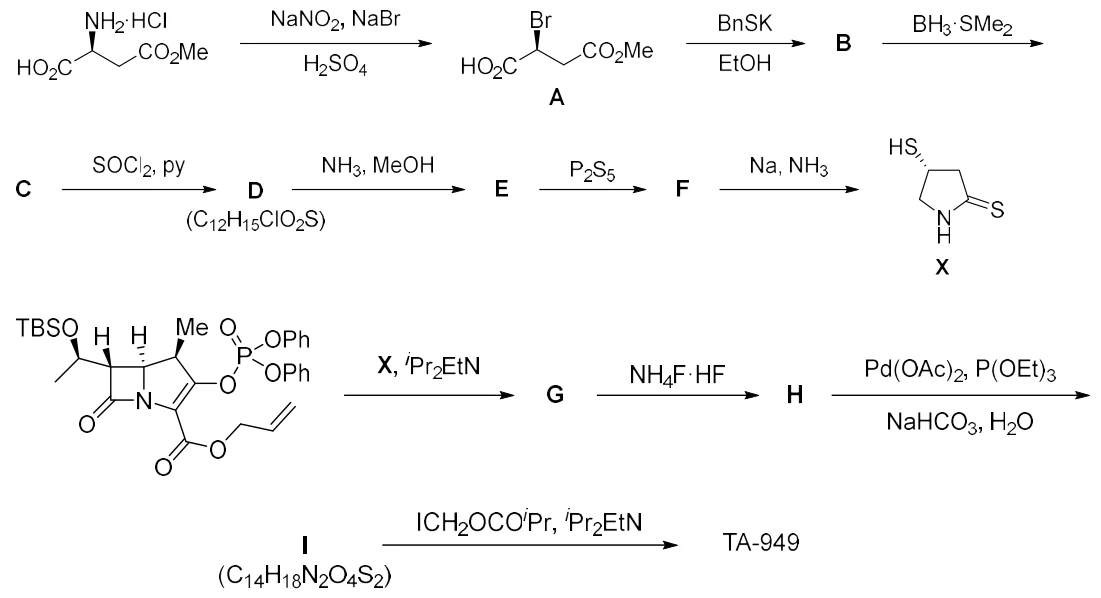 NH₂·HCl
HO₂C
CO₂Me
NaNO₂, NaBr
H₂SO₄
Br
HO₂C
CO₂Me
A
BnSK
EtOH
B
BH₃·SMe₂
C
SOCl₂, py
D
(C₁₂H₁₅ClO₂S)
NH₃, MeOH
E
P₂S₅
F
Na, NH₃
HS
S
N
H
X
TBSO
H
H
Me
O
P
OPh
OPh
O
O
N
O
O
X, ⁱPr₂EtN
G
NH₄F·HF
H
Pd(OAc)₂, P(OEt)₃
NaHCO₃, H₂O
I
(C₁₄H₁₈N₂O₄S₂)
ICH₂OCOⁱPr, ⁱPr₂EtN
TA-949